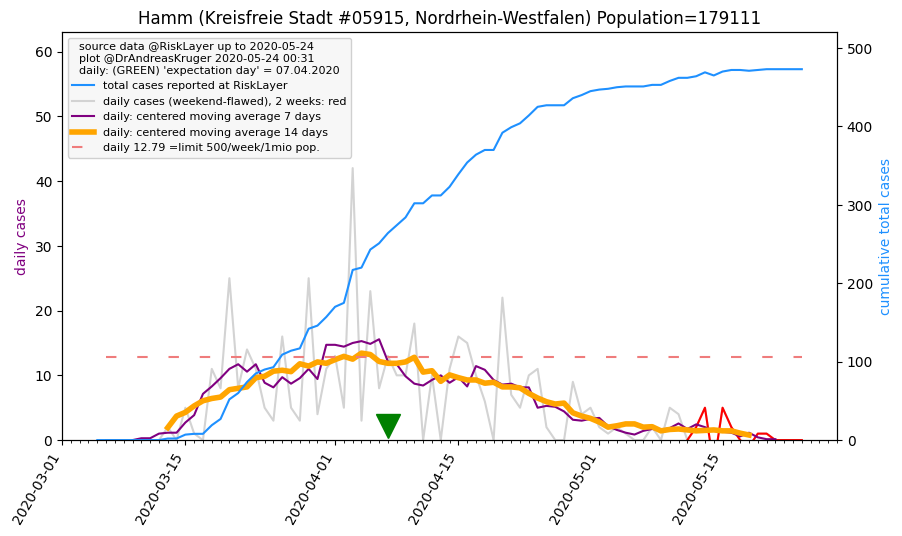 Hamm (Kreisfreie Stadt #05915, Nordrhein-Westfalen) Population=179111
source data @RiskLayer up to 2020-05-24
plot @DrAndreasKruger 2020-05-24 00:31
daily: (GREEN) 'expectation day' = 07.04.2020
total cases reported at RiskLayer
daily cases (weekend-flawed), 2 weeks: red
daily: centered moving average 7 days
daily: centered moving average 14 days
daily 12.79 =limit 500/week/1mio pop.
daily cases
60
50
40
30
20
10
0
cumulative total cases
500
400
300
200
100
0
2020-03-01
2020-03-15
2020-04-01
2020-04-15
2020-05-01
2020-05-15